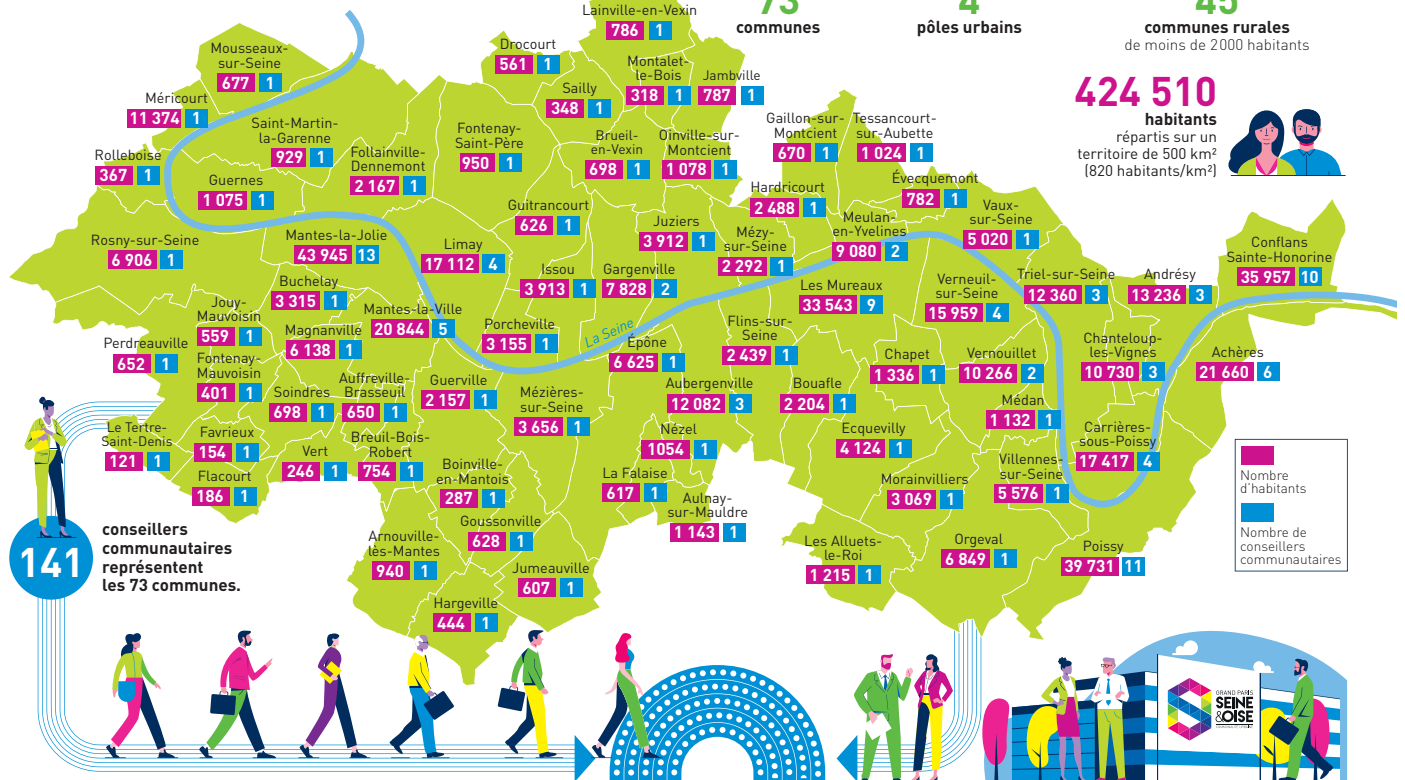 73
communes
4
pôles urbains
45
communes rurales
de moins de 2000 habitants
424 510
habitants
répartis sur un
territoire de 500 km²
(820 habitants/km²)
Lainville-en-Vexin
786 1
Drocourt
561 1
Mousseaux-
sur-Seine
677 1
Montalet-
le-Bois
318 1
Jambville
787 1
Sailly
348 1
Méricourt
11 374 1
Saint-Martin-
la-Garenne
929 1
Fontenay-
Saint-Père
950 1
Brueil-
en-Vexin
698 1
Oinville-sur-
Montcient
1 078 1
Gaillon-sur-
Montcient
670 1
Tessancourt-
sur-Aubette
1 024 1
Rolleboise
367 1
Follainville-
Dennemont
2 167 1
Guernes
1 075 1
Hardricourt
2 488 1
Évecquemont
782 1
Vaux-
sur-Seine
5 020 1
Guitrancourt
626 1
Juziers
3 912 1
Meulan-
en-Yvelines
9 080 2
Rosny-sur-Seine
6 906 1
Mantes-la-Jolie
43 945 13
Limay
17 112 4
Mézy-
sur-Seine
2 292 1
Conflans
Sainte-Honorine
35 957 10
Issou
3 913 1
Gargenville
7 828 2
Buchelay
3 315 1
Les Mureaux
33 543 9
Verneuil-
sur-Seine
15 959 4
Triel-sur-Seine
12 360 3
Andrésy
13 236 3
Jouy-
Mauvoisin
559 1
Mantes-la-Ville
20 844 5
Magnanville
6 138 1
Porcheville
3 155 1
La Seine
Flins-sur-
Seine
2 439 1
Perdreauville
652 1
Épône
6 625 1
Chapet
1 336 1
Vernouillet
10 266 2
Chanteloup-
les-Vignes
10 730 3
Achères
21 660 6
Fontenay-
Mauvoisin
401 1
Soindres
698 1
Auffreville-
Brasseuil
650 1
Guerville
2 157 1
Mézières-
sur-Seine
3 656 1
Aubergenville
12 082 3
Bouafle
2 204 1
Médan
1 132 1
Le Tertre-
Saint-Denis
121 1
Favrieux
154 1
Vert
246 1
Breuil-Bois-
Robert
754 1
Nézel
1054 1
Ecquevilly
4 124 1
Carrières-
sous-Poissy
17 417 4
Flacourt
186 1
Boinville-
en-Mantois
287 1
La Falaise
617 1
Morainvilliers
3 069 1
Villennes-
sur-Seine
5 576 1
Aulnay-
sur-Mauldre
1 143 1
Goussonville
628 1
Arnouville-
lès-Mantes
940 1
Les Alluets-
le-Roi
1 215 1
Orgeval
6 849 1
Poissy
39 731 11
Jumeauville
607 1
Hargeville
444 1
Nombre
d'habitants
Nombre de
conseillers
communautaires
141
conseillers
communautaires
représentent
les 73 communes.
GRAND PARIS
SEINE
&OISE